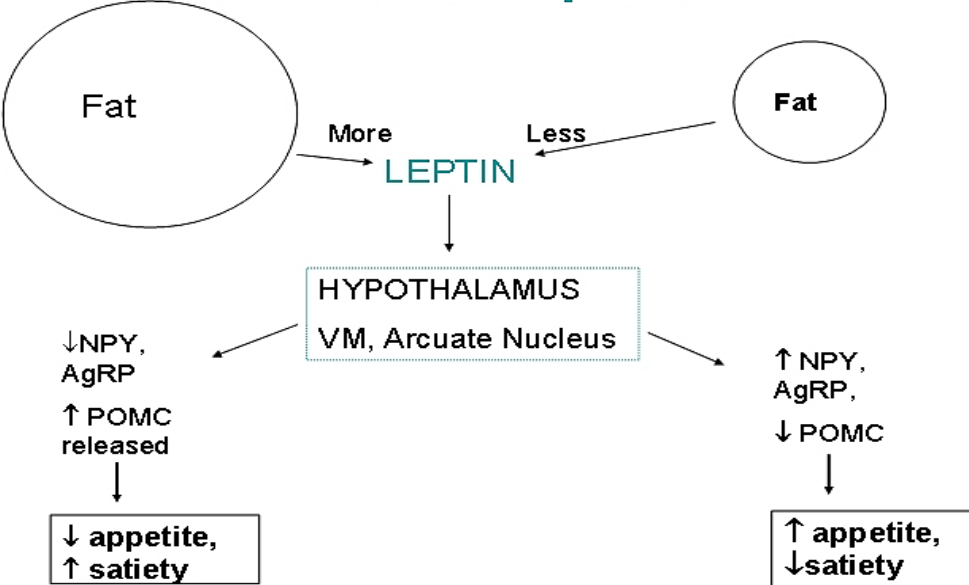 Fat
Fat
More
Less
LEPTIN
HYPOTHALAMUS
VM, Arcuate Nucleus
↓NPY,
AgRP
↑ POMC
released
↓ appetite,
↑ satiety
↑ NPY,
AgRP,
↓ POMC
↑ appetite,
↓satiety